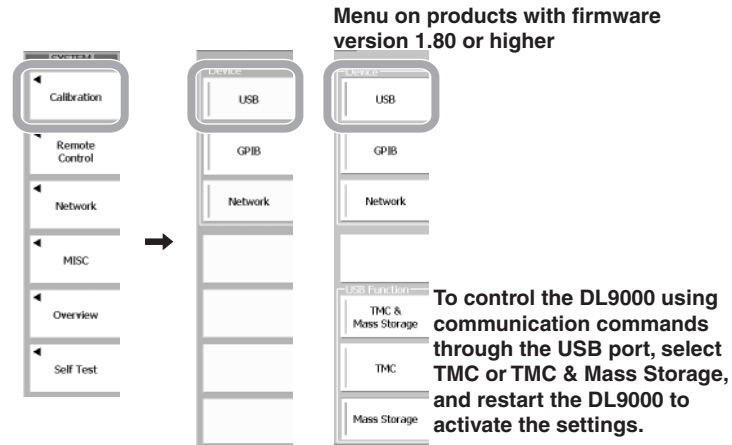 Menu on products with firmware
version 1.80 or higher
SYSTEM
Calibration
Remote
Control
Network
MISC
Overview
Self Test
Device
USB
GPIB
Network
Device
USB
GPIB
Network
USB Function
TMC &
Mass Storage
TMC
Mass Storage
To control the DL9000 using
communication commands
through the USB port, select
TMC or TMC & Mass Storage,
and restart the DL9000 to
activate the settings.